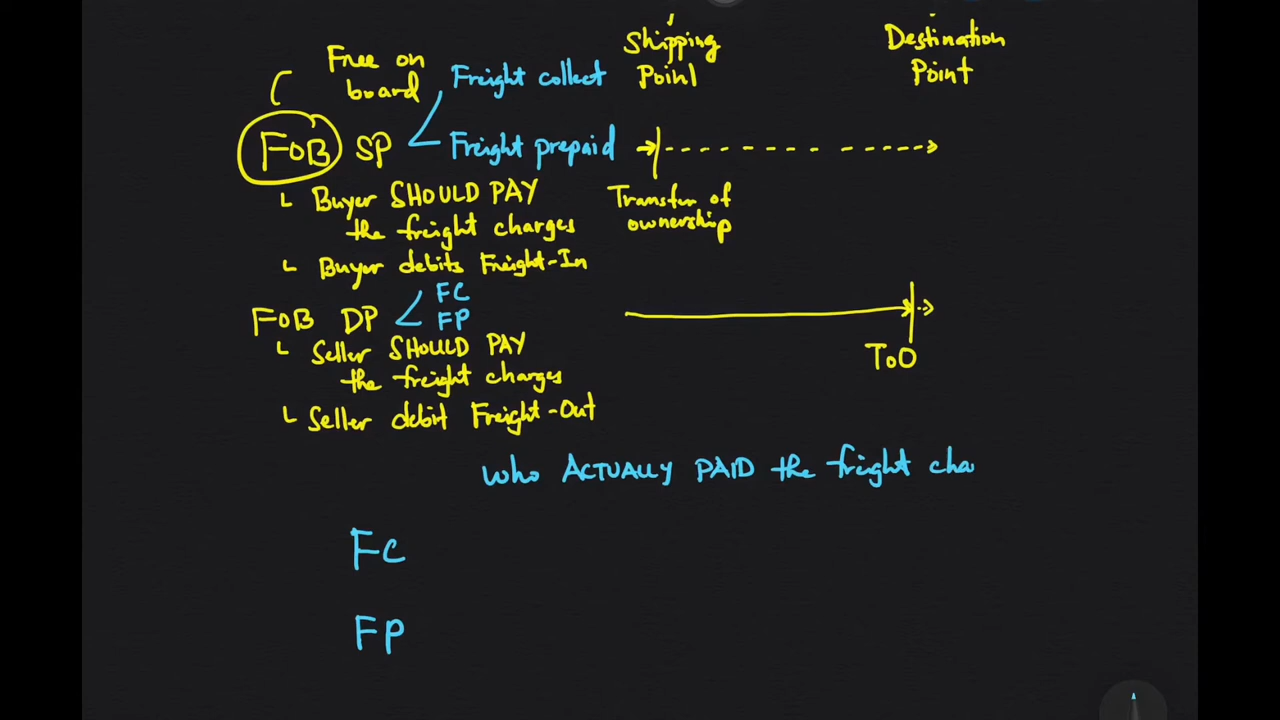 Free on
board
Freight collect
Shipping
Point
Destination
Point
FOB SP
Freight prepaid
└ Buyer SHOULD PAY
the freight charges
Transfer of
ownership
└ Buyer debits Freight-In
FOB DP
FC
FP
└ Seller SHOULD PAY
the freight charges
ToO
└ Seller debit Freight-Out
who ACTUALLY PAID the freight cha
FC
FP